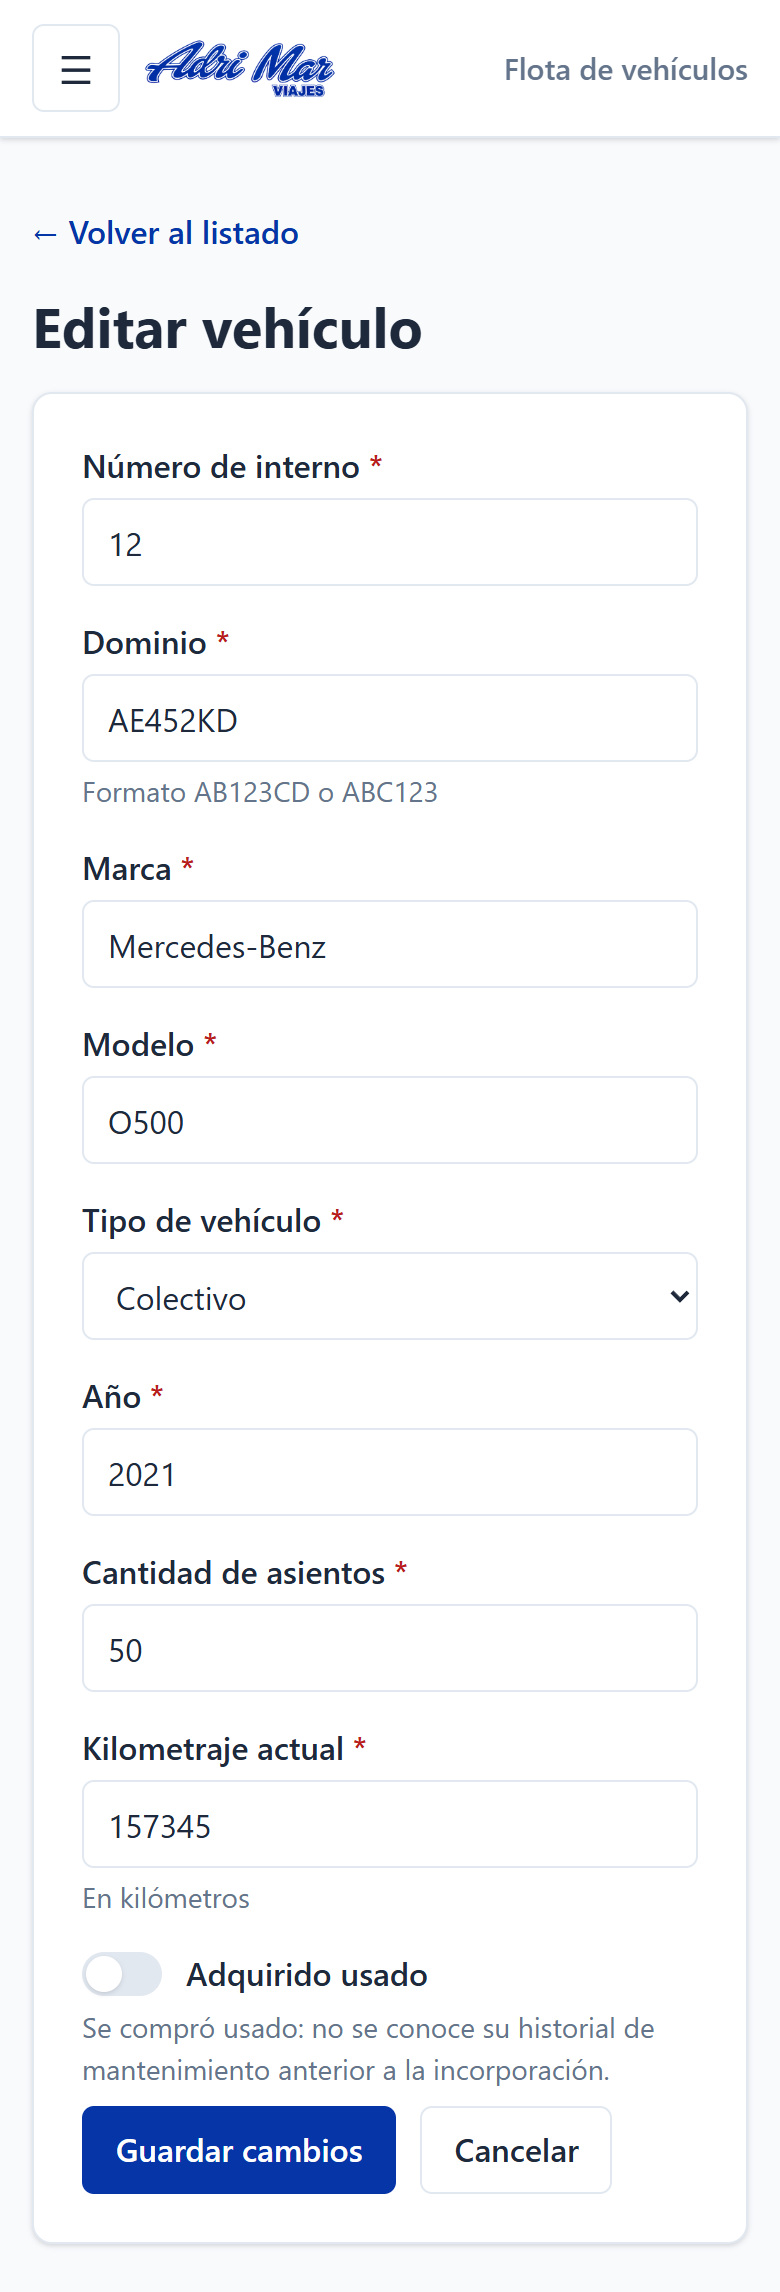 Adri Mar
VIAJES
Flota de vehículos
← Volver al listado
Editar vehículo
Número de interno *
12
Dominio *
AE452KD
Formato AB123CD o ABC123
Marca *
Mercedes-Benz
Modelo *
O500
Tipo de vehículo *
Colectivo
Año *
2021
Cantidad de asientos *
50
Kilometraje actual *
157345
En kilómetros
Adquirido usado
Se compró usado: no se conoce su historial de
mantenimiento anterior a la incorporación.
Guardar cambios
Cancelar